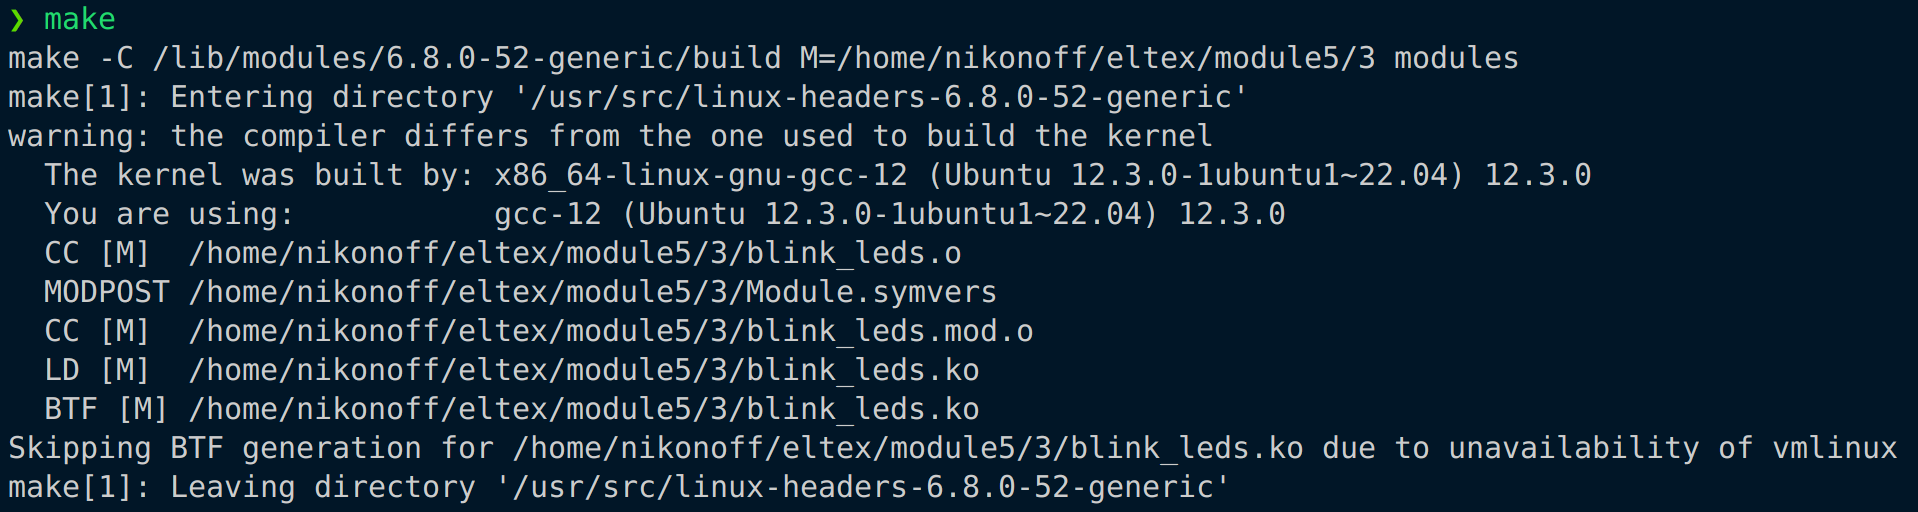 ❯ make
make -C /lib/modules/6.8.0-52-generic/build M=/home/nikonoff/eltex/module5/3 modules
make[1]: Entering directory '/usr/src/linux-headers-6.8.0-52-generic'
warning: the compiler differs from the one used to build the kernel
  The kernel was built by: x86_64-linux-gnu-gcc-12 (Ubuntu 12.3.0-1ubuntu1~22.04) 12.3.0
  You are using:           gcc-12 (Ubuntu 12.3.0-1ubuntu1~22.04) 12.3.0
  CC [M]  /home/nikonoff/eltex/module5/3/blink_leds.o
  MODPOST /home/nikonoff/eltex/module5/3/Module.symvers
  CC [M]  /home/nikonoff/eltex/module5/3/blink_leds.mod.o
  LD [M]  /home/nikonoff/eltex/module5/3/blink_leds.ko
  BTF [M] /home/nikonoff/eltex/module5/3/blink_leds.ko
Skipping BTF generation for /home/nikonoff/eltex/module5/3/blink_leds.ko due to unavailability of vmlinux
make[1]: Leaving directory '/usr/src/linux-headers-6.8.0-52-generic'